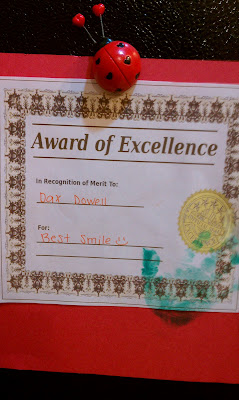 Award of Excellence
In Recognition of Merit To:
Dax Dowell
For:
Best Smile